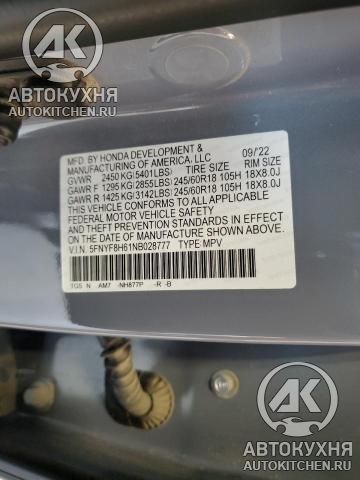 AK
АВТОКУХНЯ
AUTOKITCHEN.RU
MFD. BY HONDA DEVELOPMENT &
MANUFACTURING OF AMERICA, LLC 09/22
GVWR 2450 KG(5401LBS) TIRE SIZE RIM SIZE
GAWR F 1295 KG(2855LBS) 245/60R18 105H 18X8.0J
GAWR R 1425 KG(3142LBS) 245/60R18 105H 18X8.0J
THIS VEHICLE CONFORMS TO ALL APPLICABLE
FEDERAL MOTOR VEHICLE SAFETY STANDARDS IN
EFFECT ON THE DATE OF MANUFACTURE SHOWN ABOVE.
V.I.N. 5FNYF8H61NB028777 TYPE MPV
TGS N AM7 -NH877P -R -B
AK
АВТОКУХНЯ
AUTOKITCHEN.RU